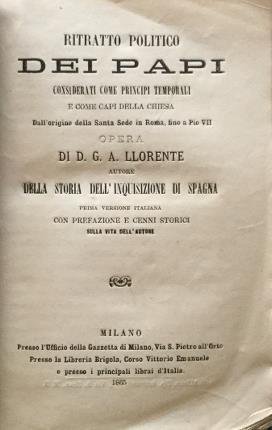 RITRATTO POLITICO
DEI PAPI
CONSIDERATI COME PRINCIPI TEMPORALI
E COME CAPI DELLA CHIESA
Dall'origine della Santa Sede in Roma, fino a Pio VII
OPERA
DI D. G. A. LLORENTE
AUTORE
DELLA STORIA DELL'INQUISIZIONE DI SPAGNA
PRIMA VERSIONE ITALIANA
CON PREFAZIONE E CENNI STORICI
SULLA VITA DELL'AUTORE
MILANO
Presso l'Ufficio della Gazzetta di Milano, Via S. Pietro all'Orto
Presso la Libreria Brigola, Corso Vittorio Emanuele
e presso i principali librai d'Italia.
1865